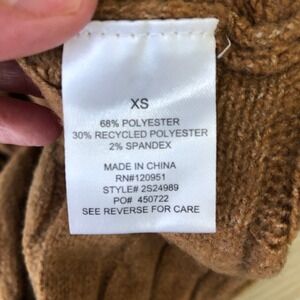 XS
68% POLYESTER
30% RECYCLED POLYESTER
2% SPANDEX
MADE IN CHINA
RN#120951
STYLE# 2S24989
PO# 450722
SEE REVERSE FOR CARE